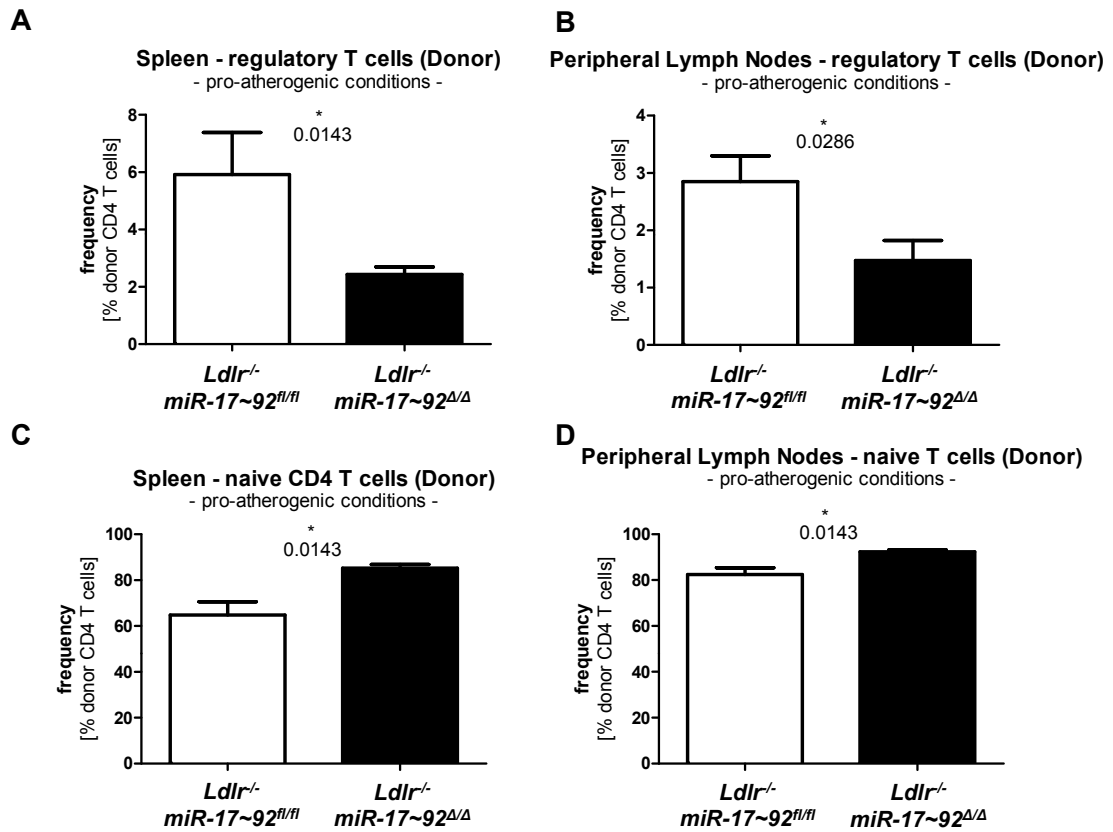 A
Spleen - regulatory T cells (Donor)
- pro-atherogenic conditions -
*
0.0143
8
6
4
2
0
frequency
[% donor CD4 T cells]
Ldlr-/-
miR-17~92fl/fl
Ldlr-/-
miR-17~92Δ/Δ
B
Peripheral Lymph Nodes - regulatory T cells (Donor)
- pro-atherogenic conditions -
*
0.0286
4
3
2
1
0
frequency
[% donor CD4 T cells]
Ldlr-/-
miR-17~92fl/fl
Ldlr-/-
miR-17~92Δ/Δ
C
Spleen - naive CD4 T cells (Donor)
- pro-atherogenic conditions -
*
0.0143
100
80
60
40
20
0
frequency
[% donor CD4 T cells]
Ldlr-/-
miR-17~92fl/fl
Ldlr-/-
miR-17~92Δ/Δ
D
Peripheral Lymph Nodes - naive T cells (Donor)
- pro-atherogenic conditions -
*
0.0143
100
80
60
40
20
0
frequency
[% donor CD4 T cells]
Ldlr-/-
miR-17~92fl/fl
Ldlr-/-
miR-17~92Δ/Δ